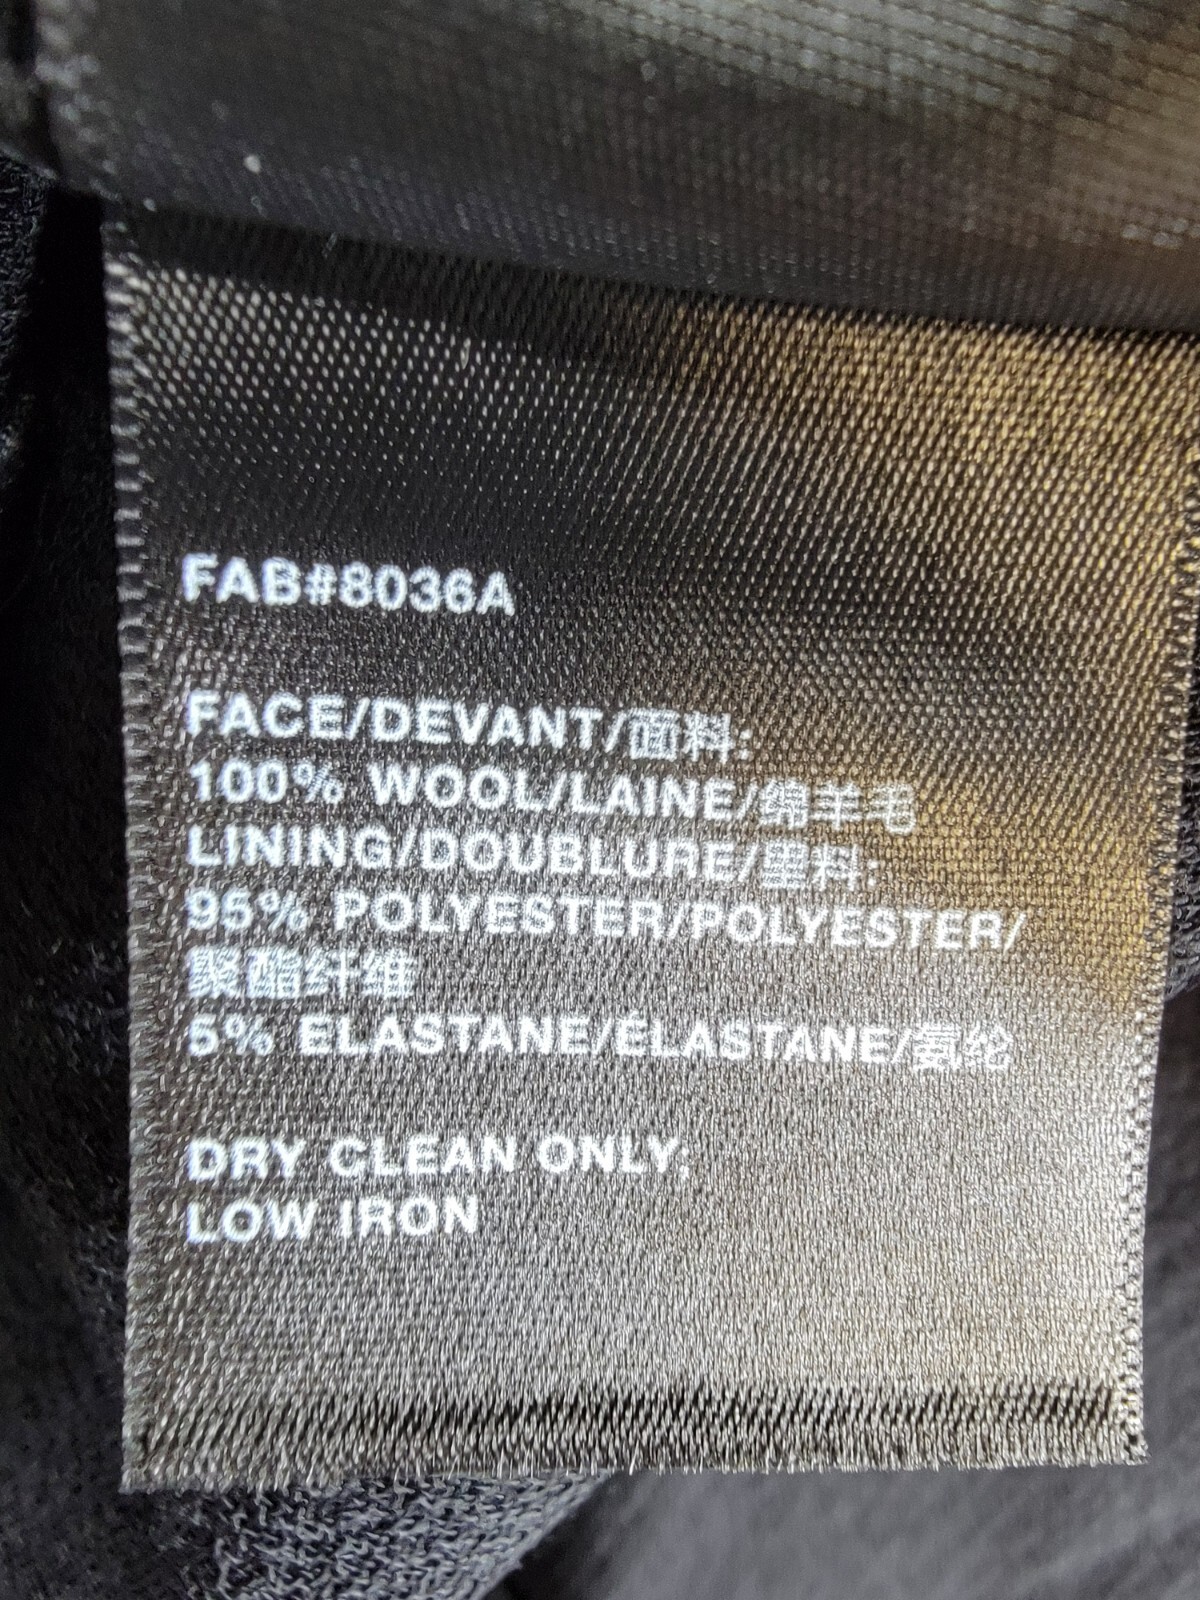 FAB#8036A
FACE/DEVANT/面料:
100% WOOL/LAINE/绵羊毛
LINING/DOUBLURE/里料:
95% POLYESTER/POLYESTER/
聚酯纤维
5% ELASTANE/ÉLASTANE/氨纶
DRY CLEAN ONLY;
LOW IRON